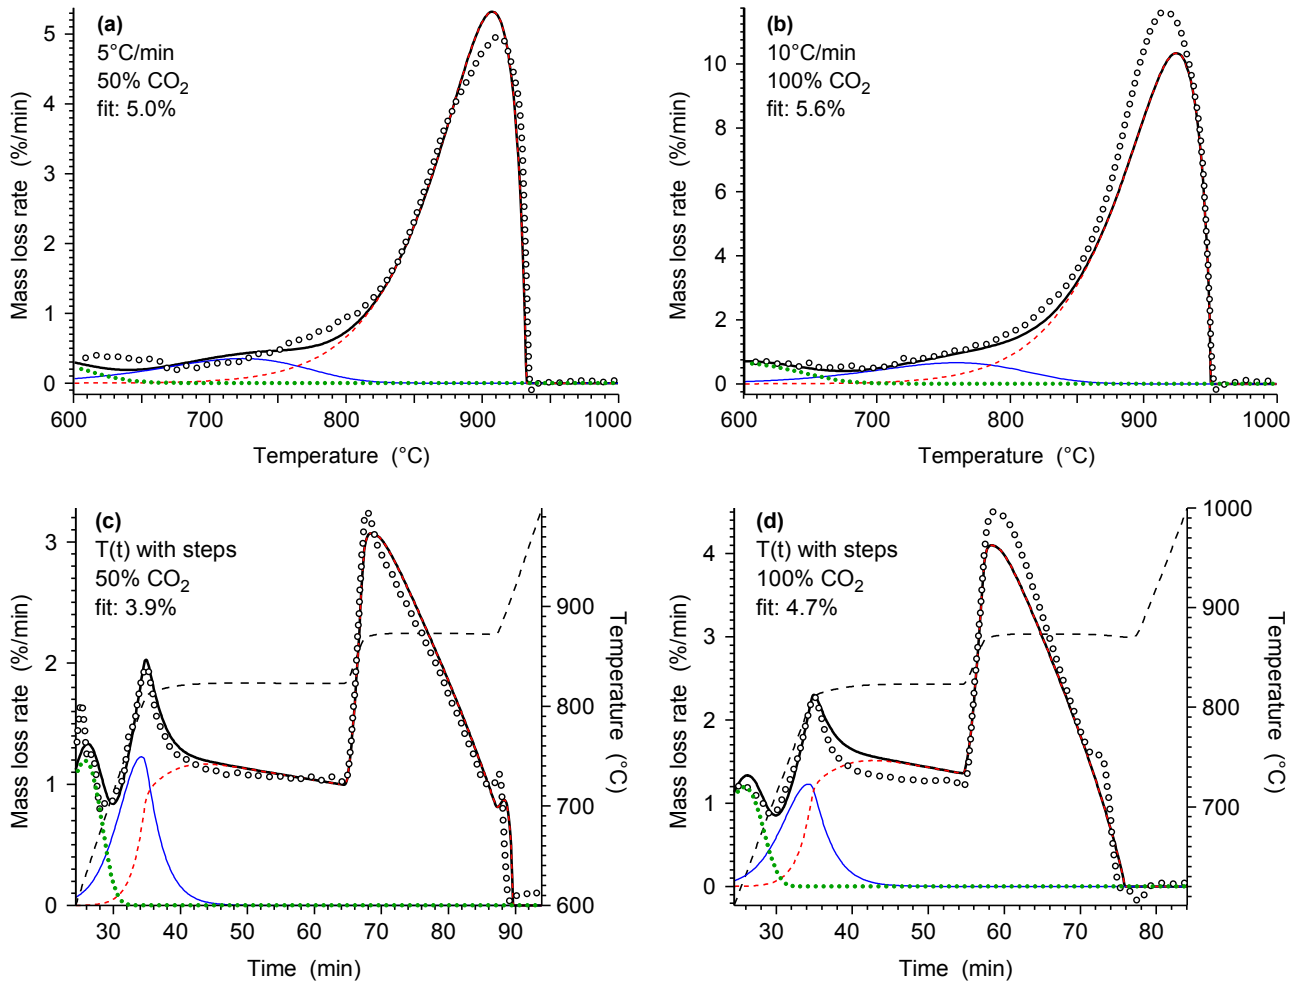 (a)
5°C/min
50% CO2
fit: 5.0%
5
4
3
2
1
0
Mass loss rate (%/min)
600 700 800 900 1000
Temperature (°C)
(b)
10°C/min
100% CO2
fit: 5.6%
10
8
6
4
2
0
Mass loss rate (%/min)
600 700 800 900 1000
Temperature (°C)
(c)
T(t) with steps
50% CO2
fit: 3.9%
3
2
1
0
Mass loss rate (%/min)
900
800
700
600
Temperature (°C)
30 40 50 60 70 80 90
Time (min)
(d)
T(t) with steps
100% CO2
fit: 4.7%
4
3
2
1
0
Mass loss rate (%/min)
1000
900
800
700
Temperature (°C)
30 40 50 60 70 80
Time (min)